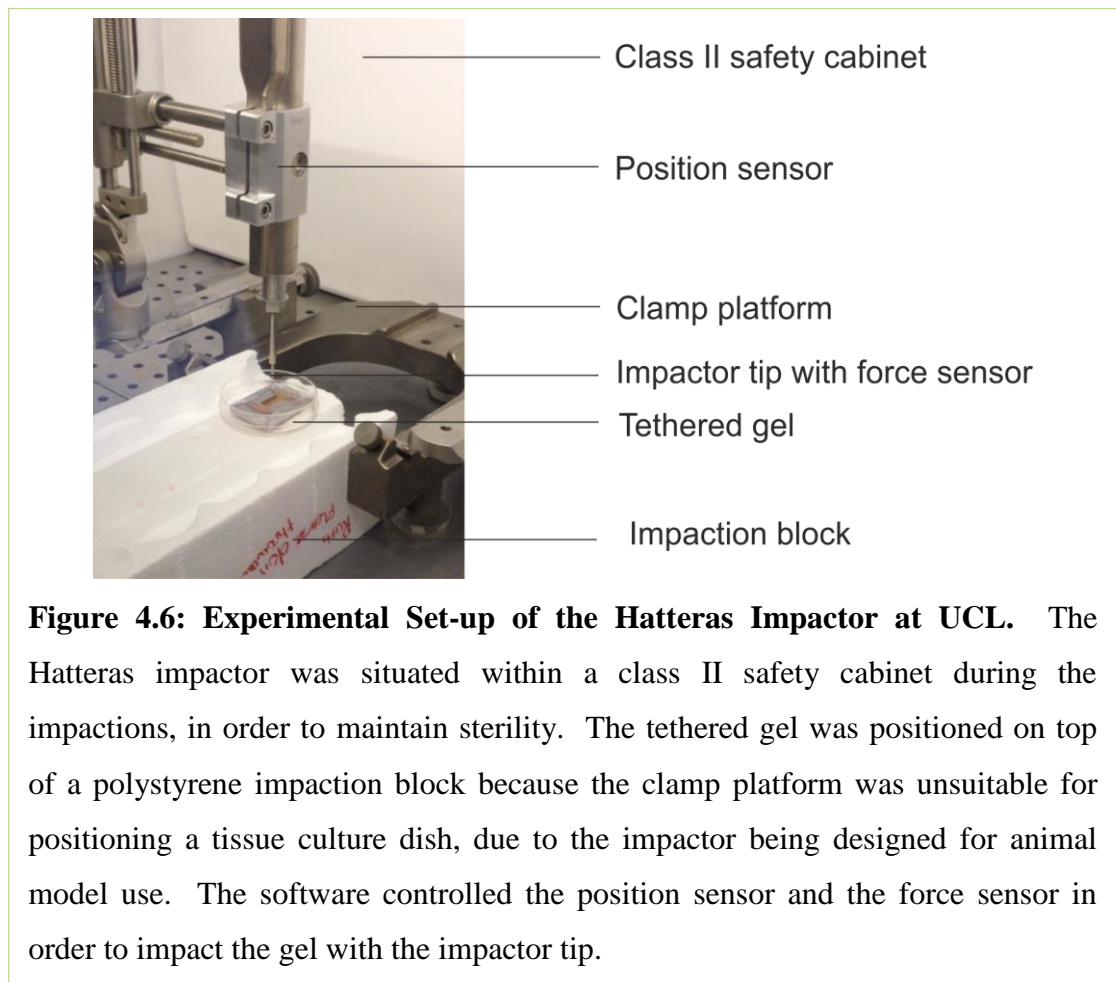 Class II safety cabinet
Position sensor
Clamp platform
Impactor tip with force sensor
Tethered gel
Impaction block
Figure 4.6: Experimental Set-up of the Hatteras Impactor at UCL. The
Hatteras impactor was situated within a class II safety cabinet during the
impactions, in order to maintain sterility. The tethered gel was positioned on top
of a polystyrene impaction block because the clamp platform was unsuitable for
positioning a tissue culture dish, due to the impactor being designed for animal
model use. The software controlled the position sensor and the force sensor in
order to impact the gel with the impactor tip.